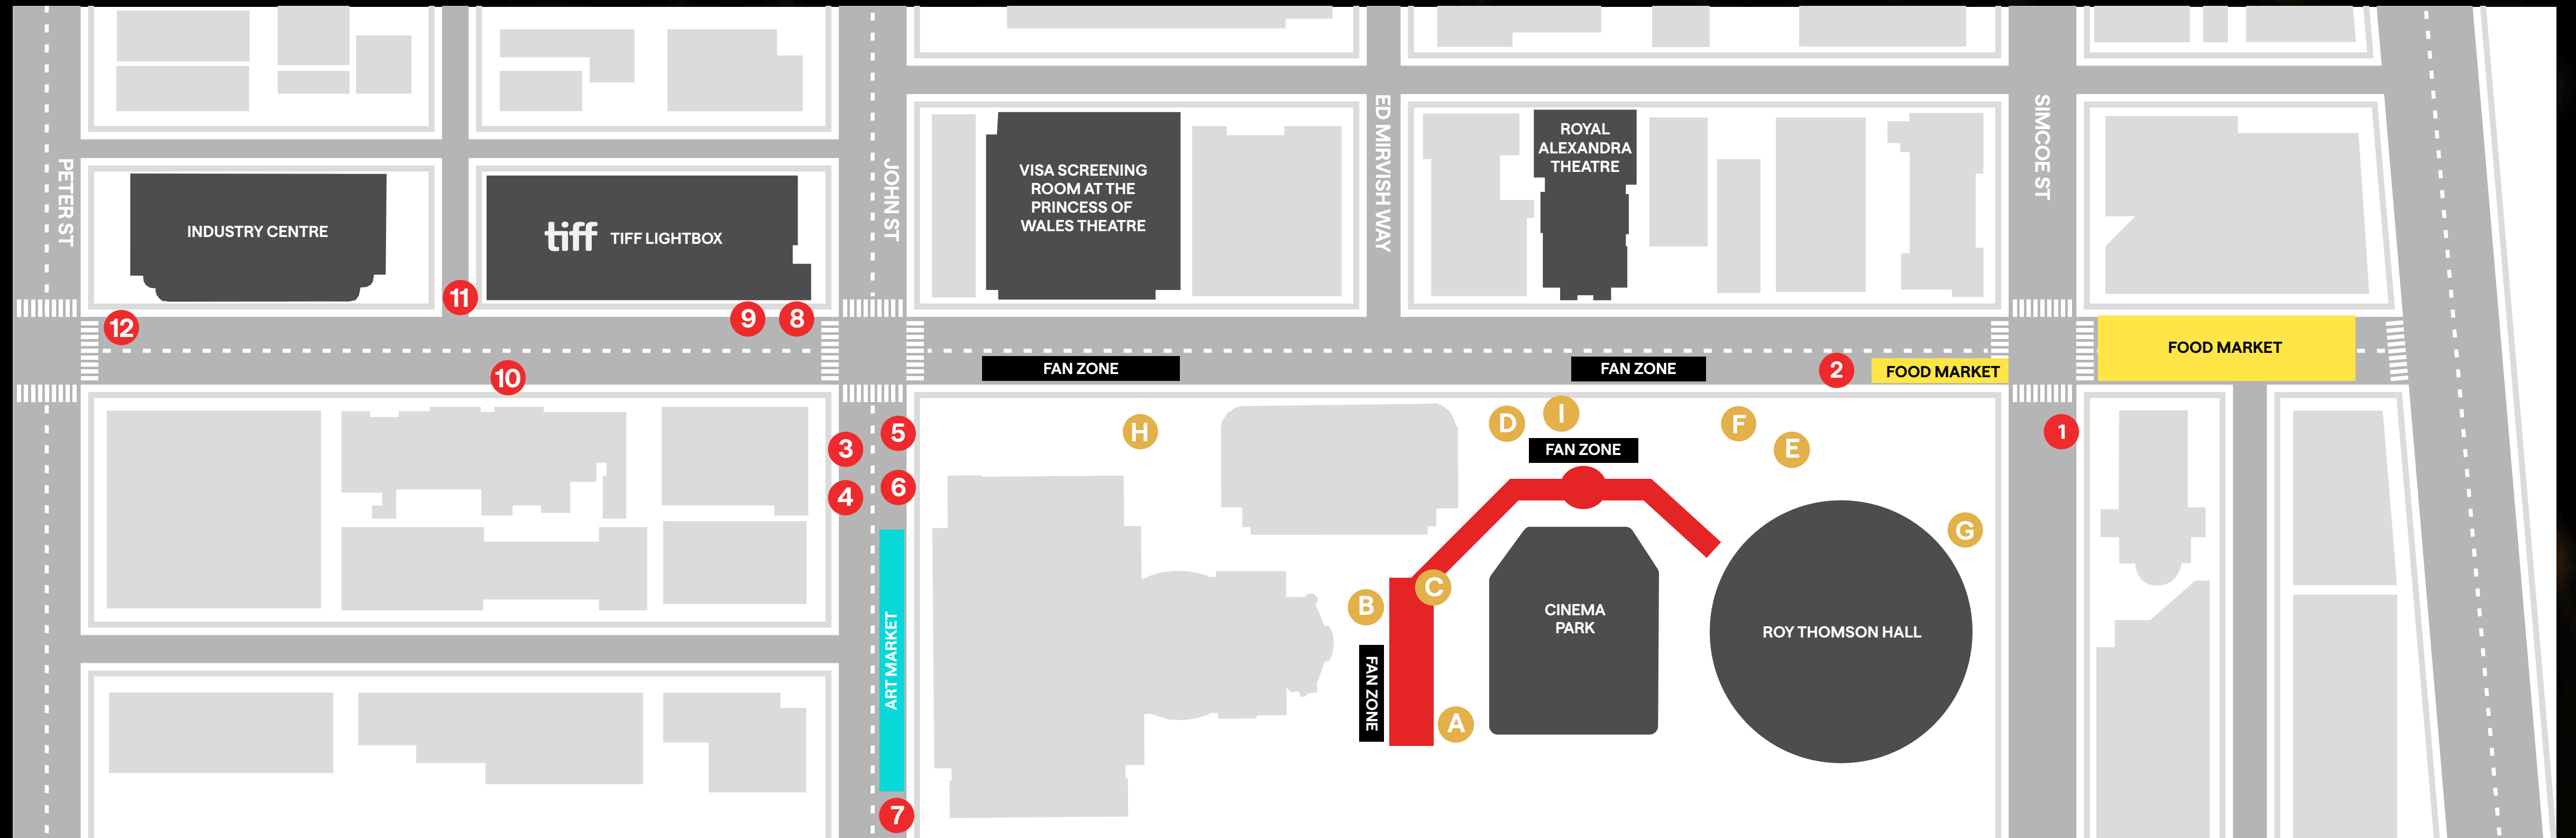 PETER ST
JOHN ST
ED MIRVISH WAY
SIMCOE ST
INDUSTRY CENTRE
tiff TIFF LIGHTBOX
VISA SCREENING
ROOM AT THE
PRINCESS OF
WALES THEATRE
ROYAL
ALEXANDRA
THEATRE
11
12
9
8
10
FAN ZONE
FAN ZONE
2
FOOD MARKET
FOOD MARKET
3
5
4
6
H
D
I
F
E
1
FAN ZONE
G
B
C
CINEMA
PARK
ROY THOMSON HALL
ART MARKET
FAN ZONE
A
7